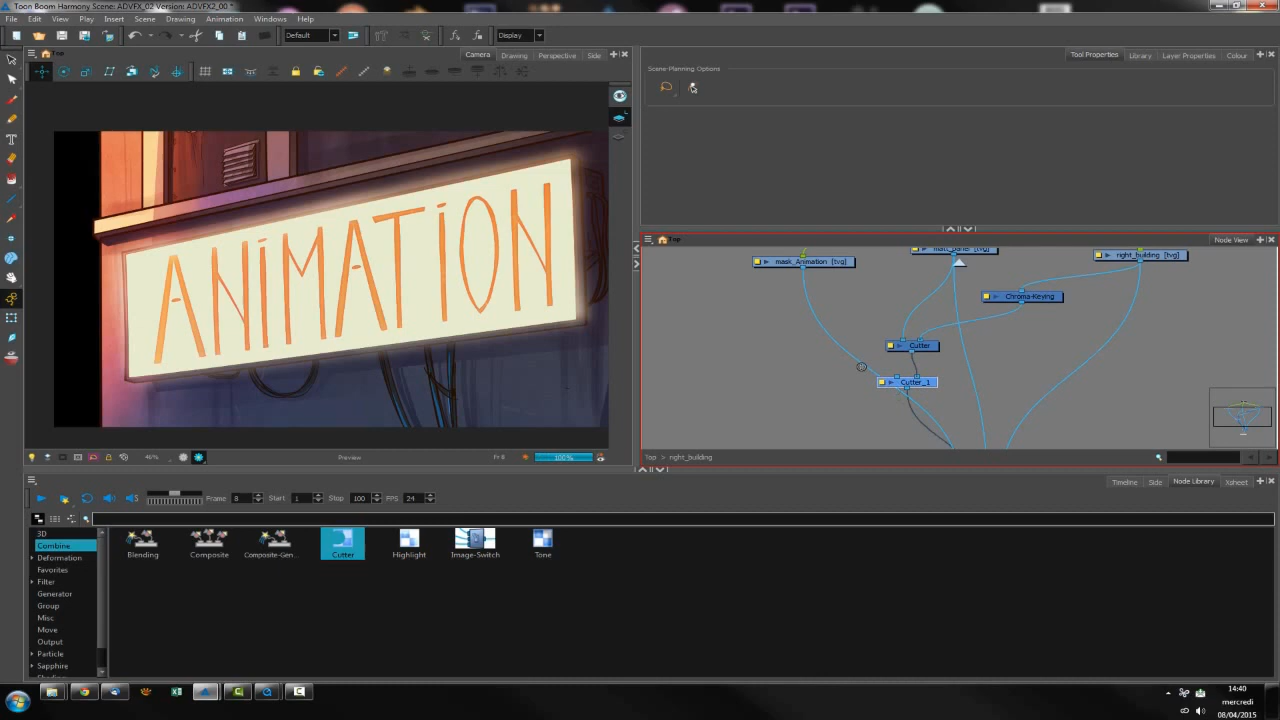 Toon Boom Harmony Scene: ADVFX_02 Version: ADVFX2_00 *
File Edit View Play Insert Scene Drawing Animation Windows Help
Default Display
Top Camera Drawing Perspective Side
Tool Properties Library Layer Properties Colour
Scene-Planning Options
ANiMATiON
Top Node View
mask_Animation [tvg]
right_building [tvg]
Chroma-Keying
Cutter
Cutter_1
46% Preview Fr 8 100%
Top > right_building
Timeline Side Node Library Xsheet
Frame 8 Start 1 Stop 100 FPS 24
3D
Combine
Deformation
Favorites
Filter
Generator
Group
Misc
Move
Output
Particle
Sapphire
Blending Composite Composite-Gen... Cutter Highlight Image-Switch Tone
14:40
mercredi
08/04/2015